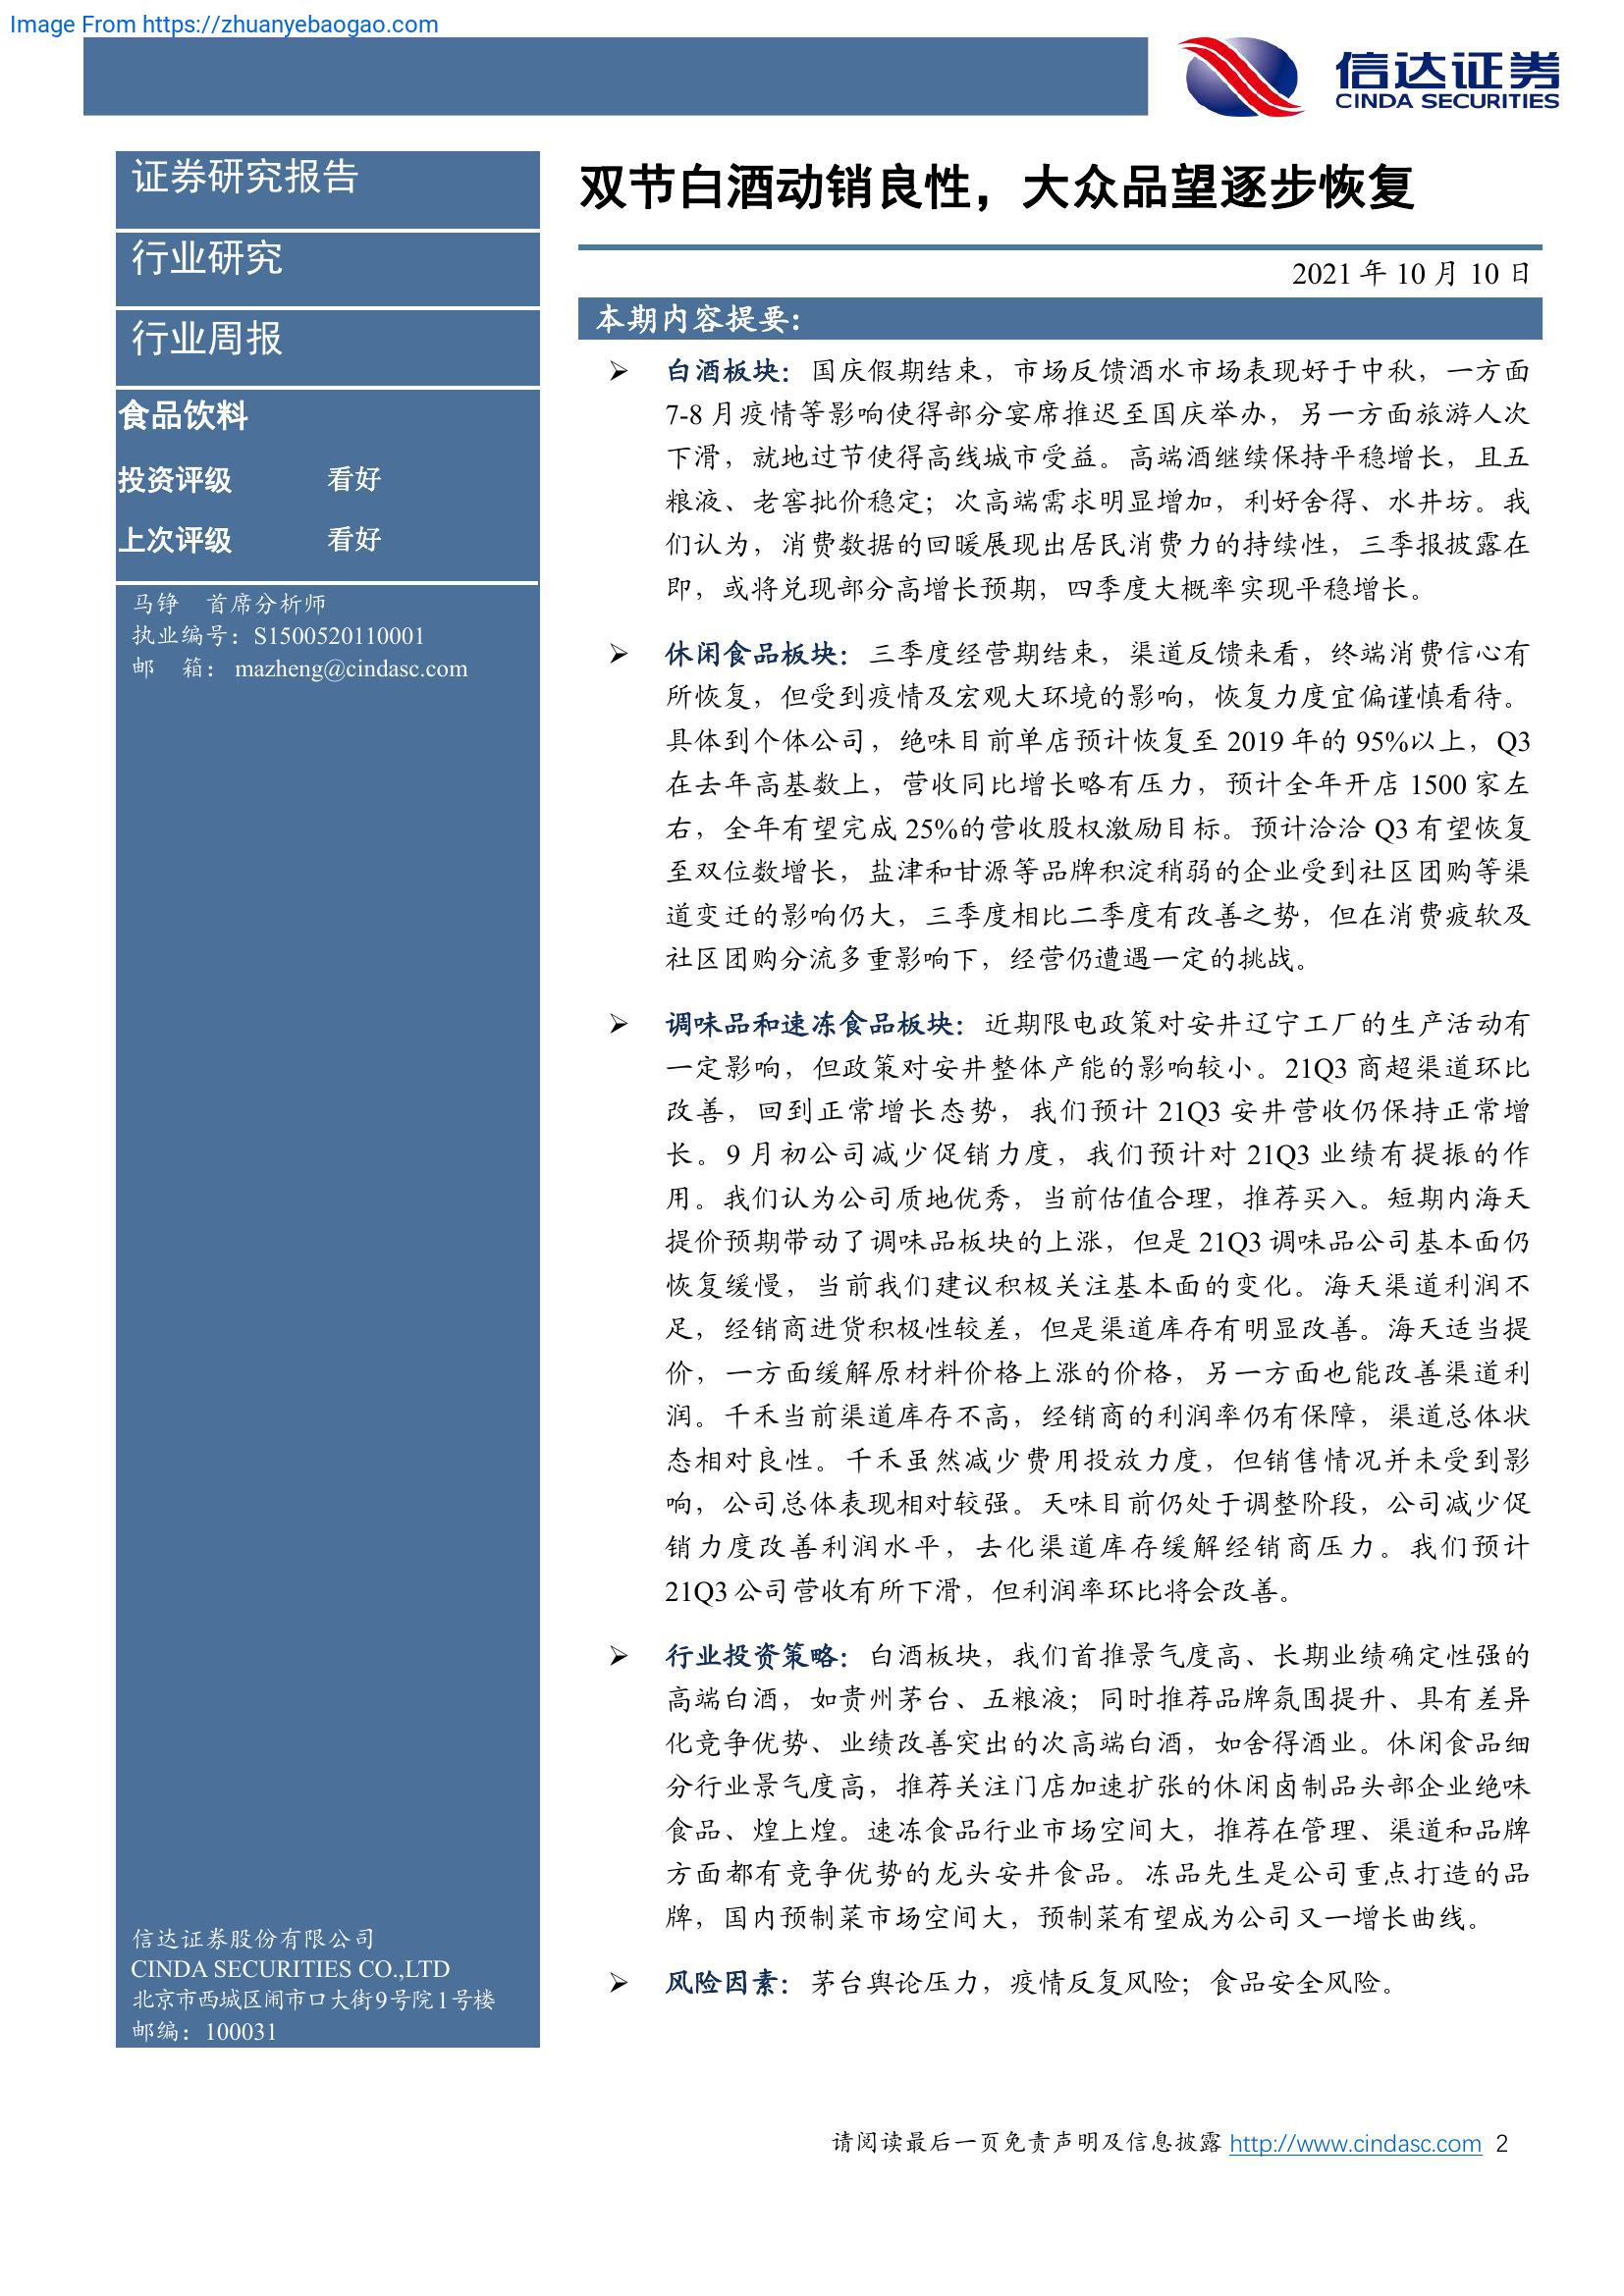 Image From https://zhuanyebaogao.com
信达证券
CINDA SECURITIES
证券研究报告
行业研究
行业周报
食品饮料
投资评级 看好
上次评级 看好
马铮 首席分析师
执业编号：S1500520110001
邮 箱： mazheng@cindasc.com
信达证券股份有限公司
CINDA SECURITIES CO.,LTD
北京市西城区闹市口大街9号院1号楼
邮编：100031
双节白酒动销良性，大众品望逐步恢复
2021 年 10 月 10 日
本期内容提要：
➢ 白酒板块：国庆假期结束，市场反馈酒水市场表现好于中秋，一方面
7-8 月疫情等影响使得部分宴席推迟至国庆举办，另一方面旅游人次
下滑，就地过节使得高线城市受益。高端酒继续保持平稳增长，且五
粮液、老窖批价稳定；次高端需求明显增加，利好舍得、水井坊。我
们认为，消费数据的回暖展现出居民消费力的持续性，三季报披露在
即，或将兑现部分高增长预期，四季度大概率实现平稳增长。
➢ 休闲食品板块：三季度经营期结束，渠道反馈来看，终端消费信心有
所恢复，但受到疫情及宏观大环境的影响，恢复力度宜偏谨慎看待。
具体到个体公司，绝味目前单店预计恢复至 2019 年的 95%以上，Q3
在去年高基数上，营收同比增长略有压力，预计全年开店 1500 家左
右，全年有望完成 25%的营收股权激励目标。预计洽洽 Q3 有望恢复
至双位数增长，盐津和甘源等品牌积淀稍弱的企业受到社区团购等渠
道变迁的影响仍大，三季度相比二季度有改善之势，但在消费疲软及
社区团购分流多重影响下，经营仍遭遇一定的挑战。
➢ 调味品和速冻食品板块：近期限电政策对安井辽宁工厂的生产活动有
一定影响，但政策对安井整体产能的影响较小。21Q3 商超渠道环比
改善，回到正常增长态势，我们预计 21Q3 安井营收仍保持正常增
长。9 月初公司减少促销力度，我们预计对 21Q3 业绩有提振的作
用。我们认为公司质地优秀，当前估值合理，推荐买入。短期内海天
提价预期带动了调味品板块的上涨，但是 21Q3 调味品公司基本面仍
恢复缓慢，当前我们建议积极关注基本面的变化。海天渠道利润不
足，经销商进货积极性较差，但是渠道库存有明显改善。海天适当提
价，一方面缓解原材料价格上涨的价格，另一方面也能改善渠道利
润。千禾当前渠道库存不高，经销商的利润率仍有保障，渠道总体状
态相对良性。千禾虽然减少费用投放力度，但销售情况并未受到影
响，公司总体表现相对较强。天味目前仍处于调整阶段，公司减少促
销力度改善利润水平，去化渠道库存缓解经销商压力。我们预计
21Q3 公司营收有所下滑，但利润率环比将会改善。
➢ 行业投资策略：白酒板块，我们首推景气度高、长期业绩确定性强的
高端白酒，如贵州茅台、五粮液；同时推荐品牌氛围提升、具有差异
化竞争优势、业绩改善突出的次高端白酒，如舍得酒业。休闲食品细
分行业景气度高，推荐关注门店加速扩张的休闲卤制品头部企业绝味
食品、煌上煌。速冻食品行业市场空间大，推荐在管理、渠道和品牌
方面都有竞争优势的龙头安井食品。冻品先生是公司重点打造的品
牌，国内预制菜市场空间大，预制菜有望成为公司又一增长曲线。
➢ 风险因素：茅台舆论压力，疫情反复风险；食品安全风险。
请阅读最后一页免责声明及信息披露 http://www.cindasc.com 2